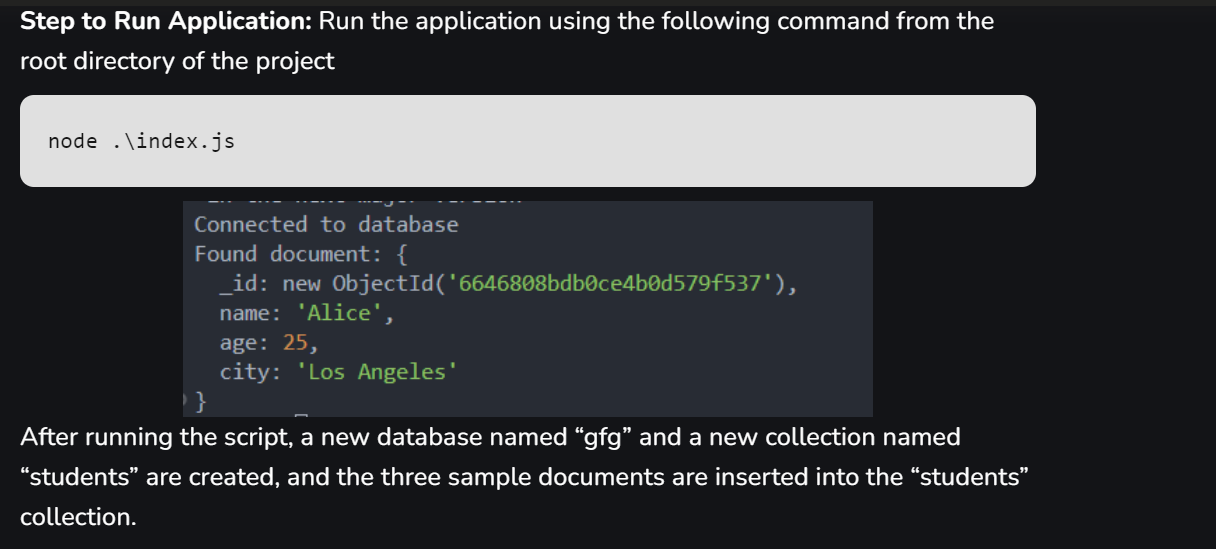 Step to Run Application: Run the application using the following command from the
root directory of the project
node .\index.js
Connected to database
Found document: {
_id: new ObjectId('6646808bdb0ce4b0d579f537'),
name: 'Alice',
age: 25,
city: 'Los Angeles'
}
After running the script, a new database named “gfg” and a new collection named
“students” are created, and the three sample documents are inserted into the “students”
collection.